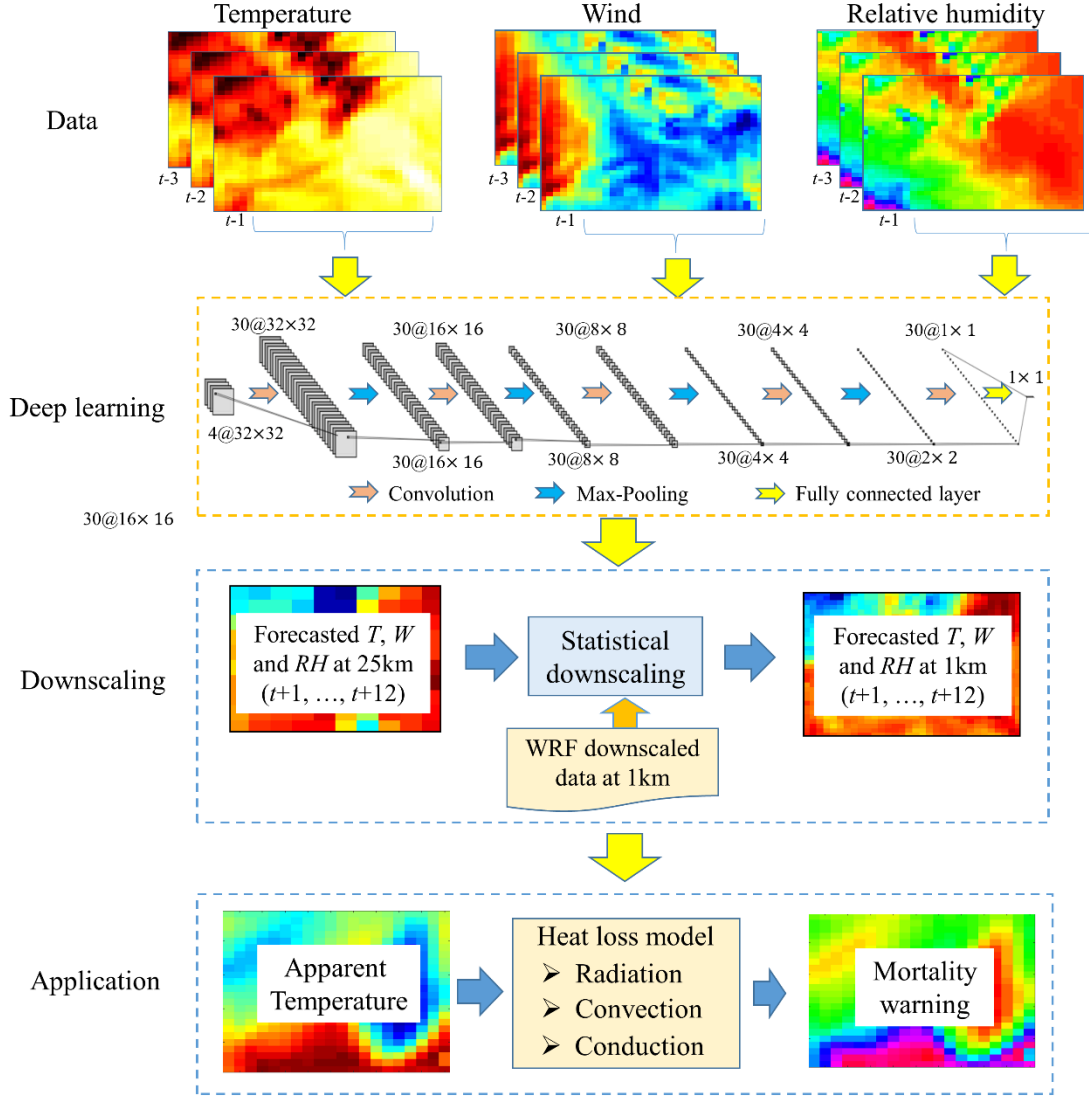 Temperature
Wind
Relative humidity
Data
t-3
t-2
t-1
t-3
t-2
t-1
t-3
t-2
t-1
Deep learning
30@32×32
30@16× 16
30@8× 8
30@4× 4
30@1× 1
1× 1
4@32×32
30@16× 16
30@8× 8
30@4× 4
30@2× 2
Convolution
Max-Pooling
Fully connected layer
30@16× 16
Downscaling
Forecasted T, W
and RH at 25km
(t+1, …, t+12)
Statistical
downscaling
Forecasted T, W
and RH at 1km
(t+1, …, t+12)
WRF downscaled
data at 1km
Application
Apparent
Temperature
Heat loss model
➢ Radiation
➢ Convection
➢ Conduction
Mortality
warning